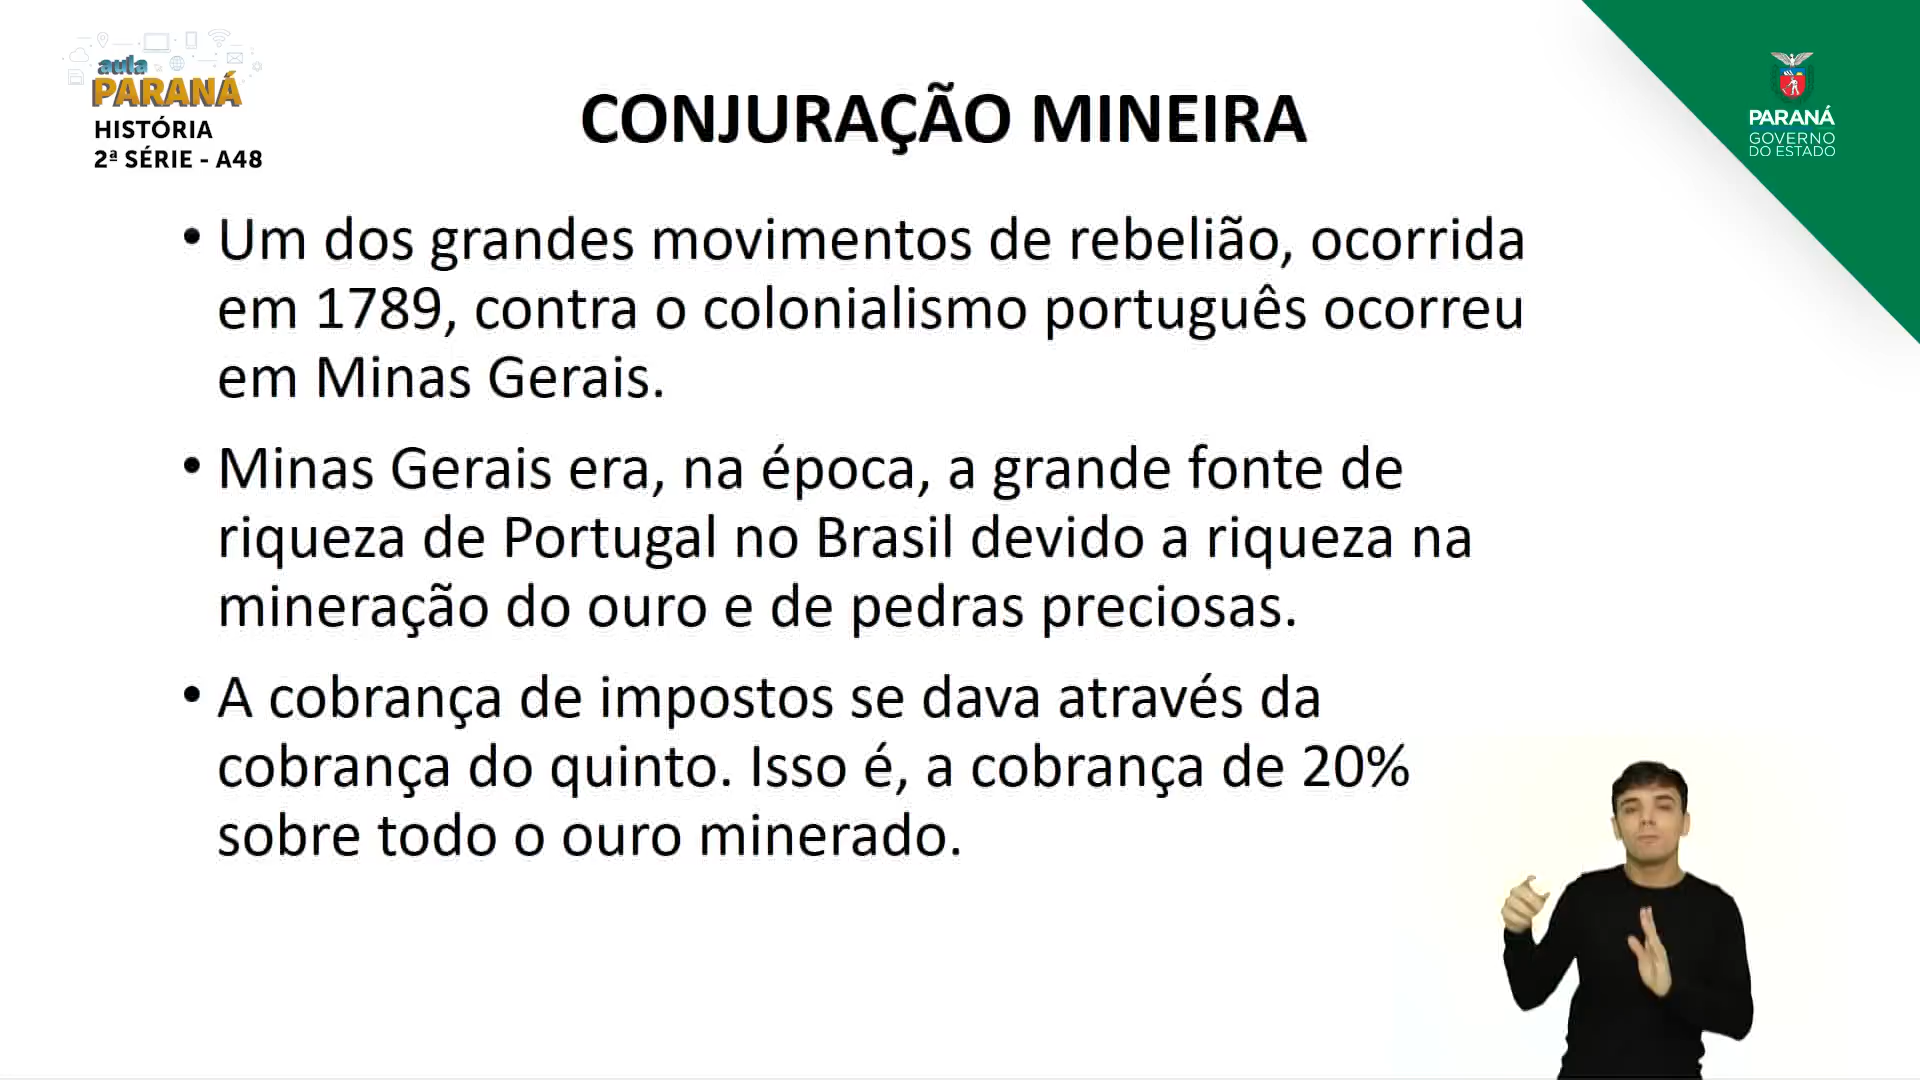 aula
PARANÁ
HISTÓRIA
2ª SÉRIE - A48
CONJURAÇÃO MINEIRA
PARANÁ
GOVERNO
DO ESTADO
• Um dos grandes movimentos de rebelião, ocorrida
em 1789, contra o colonialismo português ocorreu
em Minas Gerais.
• Minas Gerais era, na época, a grande fonte de
riqueza de Portugal no Brasil devido a riqueza na
mineração do ouro e de pedras preciosas.
• A cobrança de impostos se dava através da
cobrança do quinto. Isso é, a cobrança de 20%
sobre todo o ouro minerado.